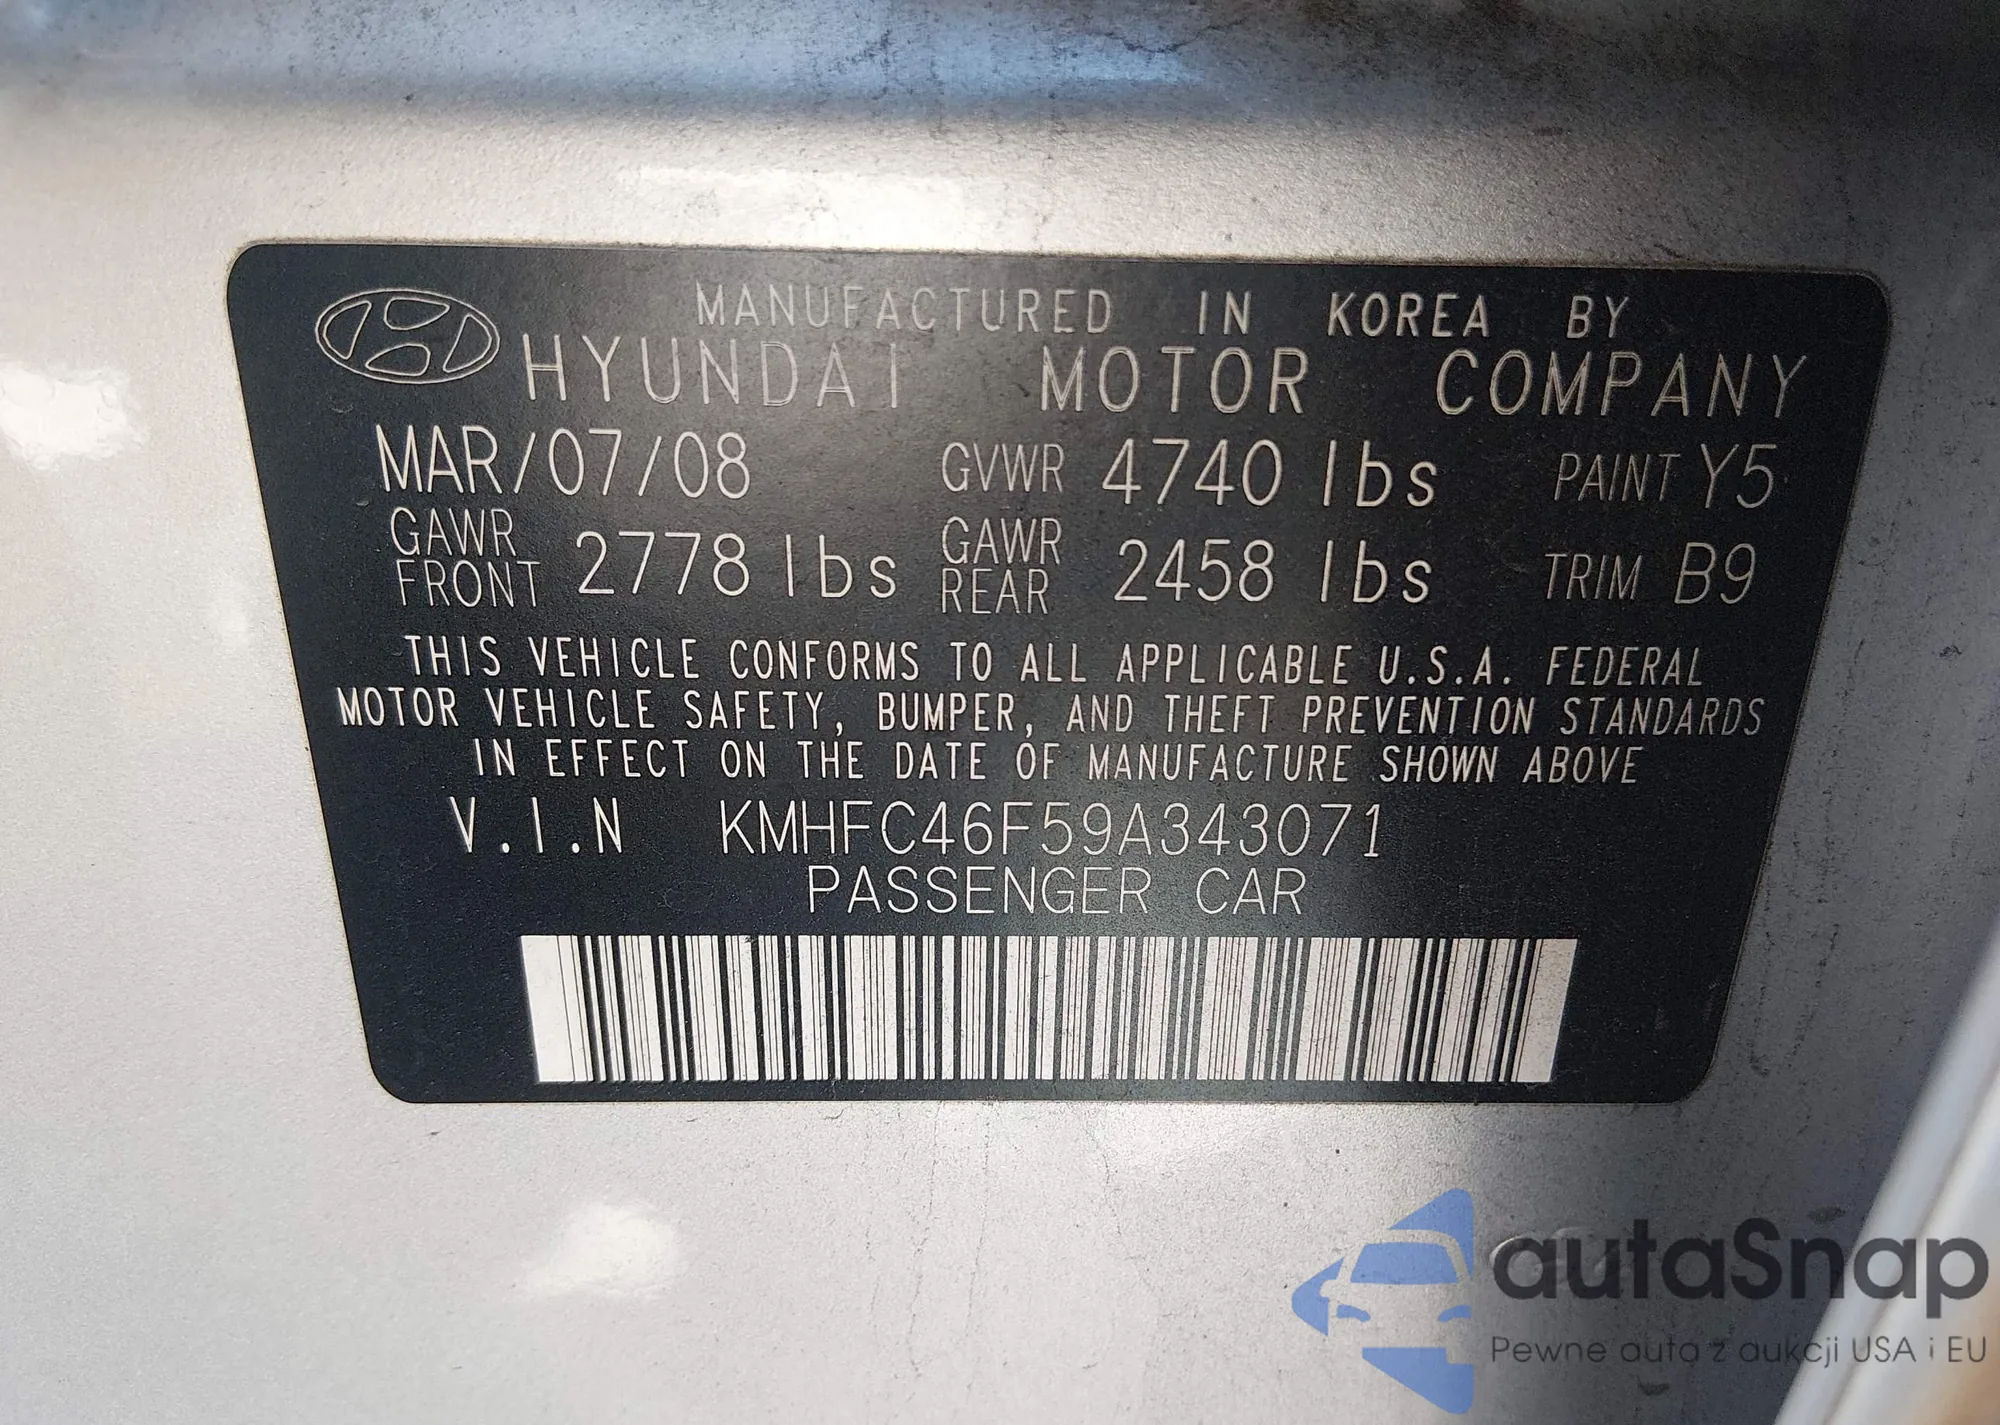 MANUFACTURED IN KOREA BY
HYUNDAI MOTOR COMPANY
MAR/07/08 GVWR 4740 lbs PAINT Y5
GAWR FRONT 2778 lbs GAWR REAR 2458 lbs TRIM B9
THIS VEHICLE CONFORMS TO ALL APPLICABLE U.S.A. FEDERAL
MOTOR VEHICLE SAFETY, BUMPER, AND THEFT PREVENTION STANDARDS
IN EFFECT ON THE DATE OF MANUFACTURE SHOWN ABOVE
V.I.N KMHFC46F59A343071
PASSENGER CAR
autaSnap
Pewne auta z aukcji USA i EU